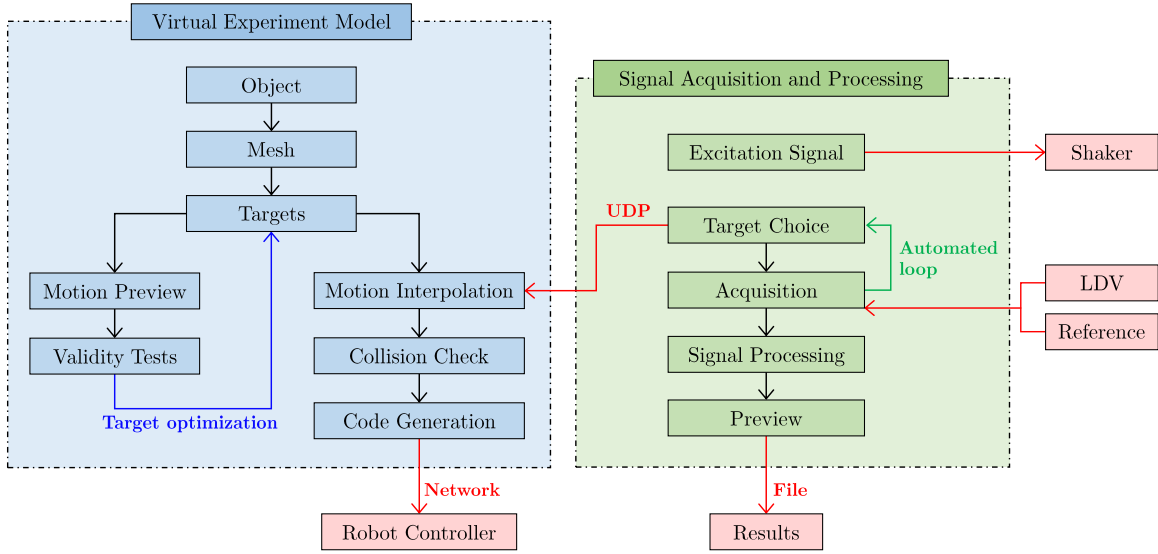 Virtual Experiment Model
Object
Mesh
Targets
Motion Preview
Motion Interpolation
Validity Tests
Collision Check
Target optimization
Code Generation
Network
Robot Controller
Signal Acquisition and Processing
Excitation Signal
Shaker
UDP
Target Choice
Automated
loop
Acquisition
LDV
Reference
Signal Processing
Preview
File
Results